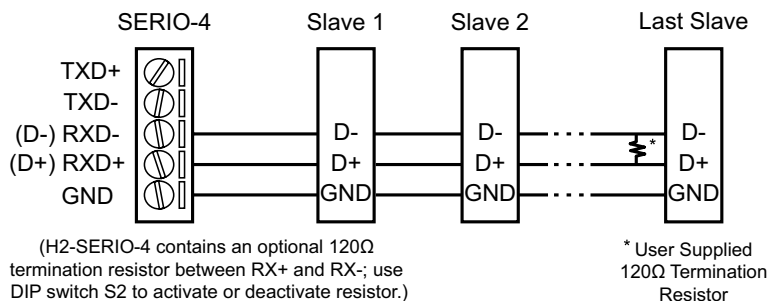 SERIO-4 Slave 1 Slave 2 Last Slave
TXD+
TXD-
(D-) RXD- D- D- D-
*
(D+) RXD+ D+ D+ D+
GND GND GND GND
(H2-SERIO-4 contains an optional 120Ω
termination resistor between RX+ and RX-; use
DIP switch S2 to activate or deactivate resistor.)
* User Supplied
120Ω Termination
Resistor